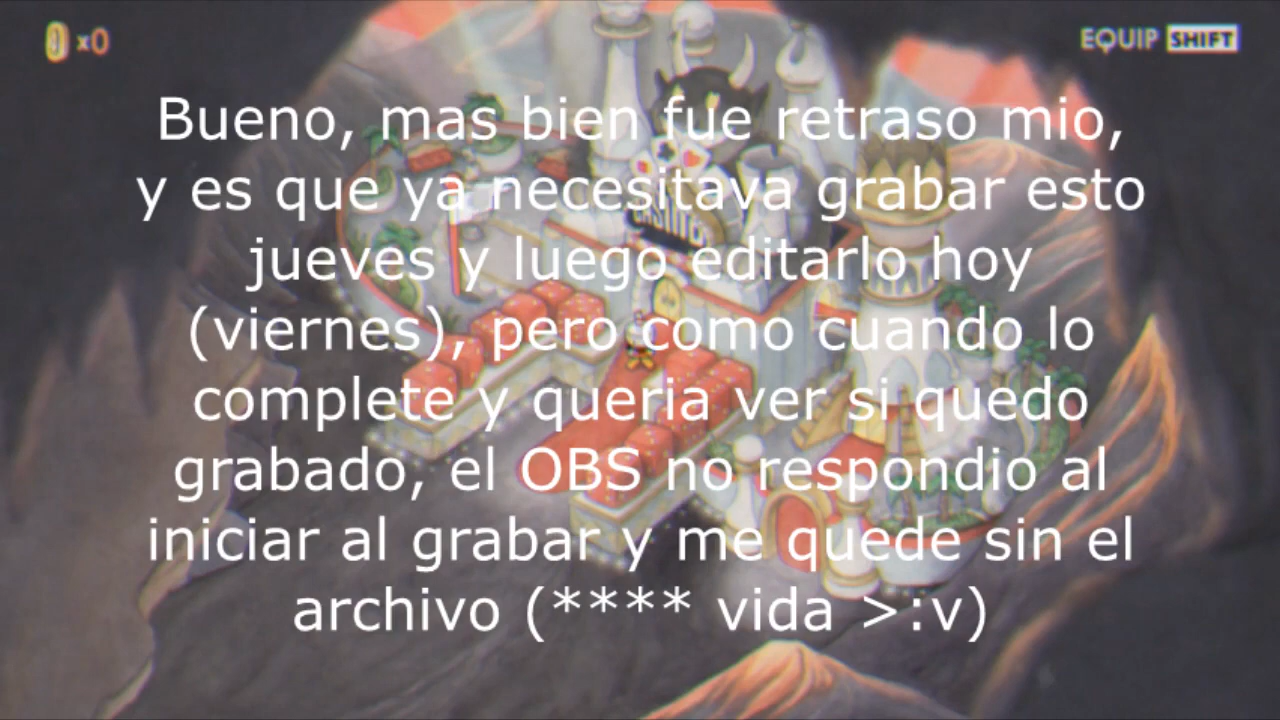 x0
EQUIP SHIFT
Bueno, mas bien fue retraso mio,
y es que ya necesitava grabar esto
jueves y luego editarlo hoy
(viernes), pero como cuando lo
complete y queria ver si quedo
grabado, el OBS no respondio al
iniciar al grabar y me quede sin el
archivo (**** vida >:v)